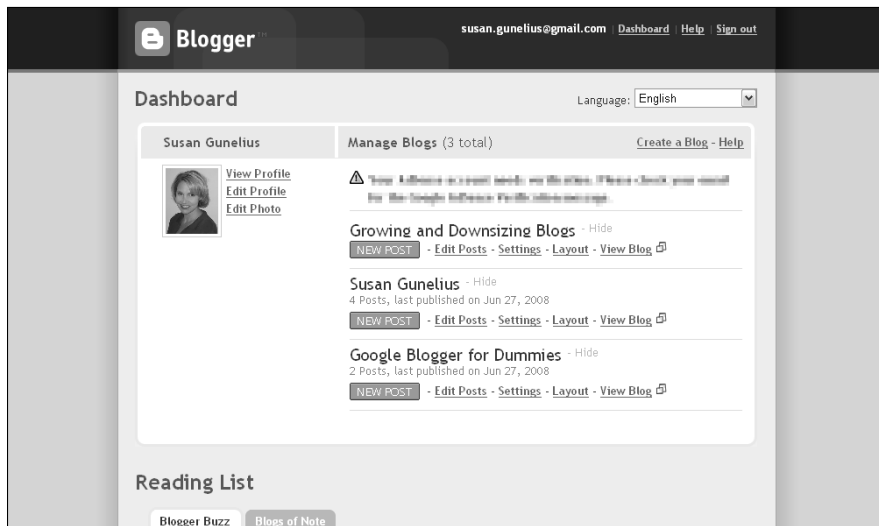 Blogger™
susan.gunelius@gmail.com | Dashboard | Help | Sign out
Dashboard
Language: English
Susan Gunelius
Manage Blogs (3 total)
Create a Blog - Help
View Profile
Edit Profile
Edit Photo
Growing and Downsizing Blogs - Hide
NEW POST - Edit Posts - Settings - Layout - View Blog
Susan Gunelius - Hide
4 Posts, last published on Jun 27, 2008
NEW POST - Edit Posts - Settings - Layout - View Blog
Google Blogger for Dummies - Hide
2 Posts, last published on Jun 27, 2008
NEW POST - Edit Posts - Settings - Layout - View Blog
Reading List
Blogger Buzz
Blogs of Note